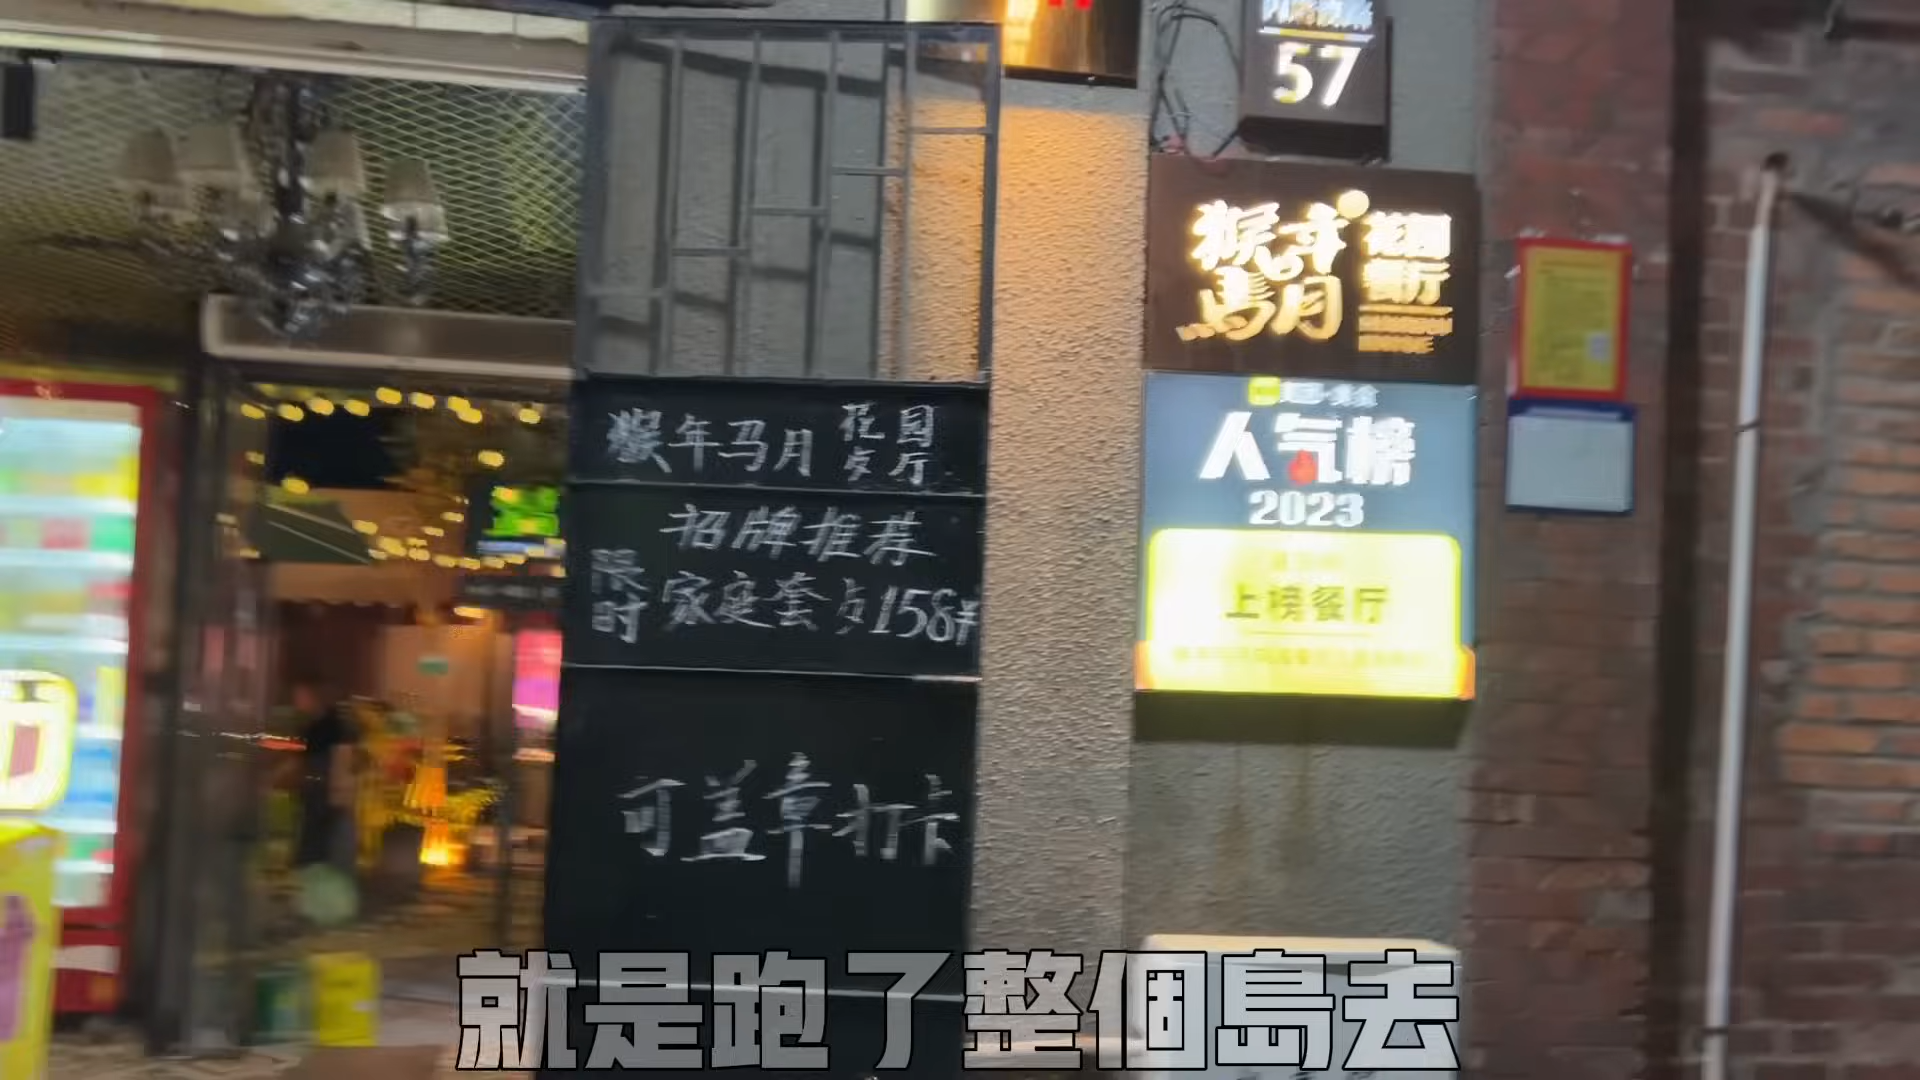 57
猴年马月
花园
餐厅
猴年马月 花园
歺厅
招牌推荐
限时 家庭套歺158¥
可盖章打卡
人气榜
2023
上榜餐厅
就是跑了整個島去